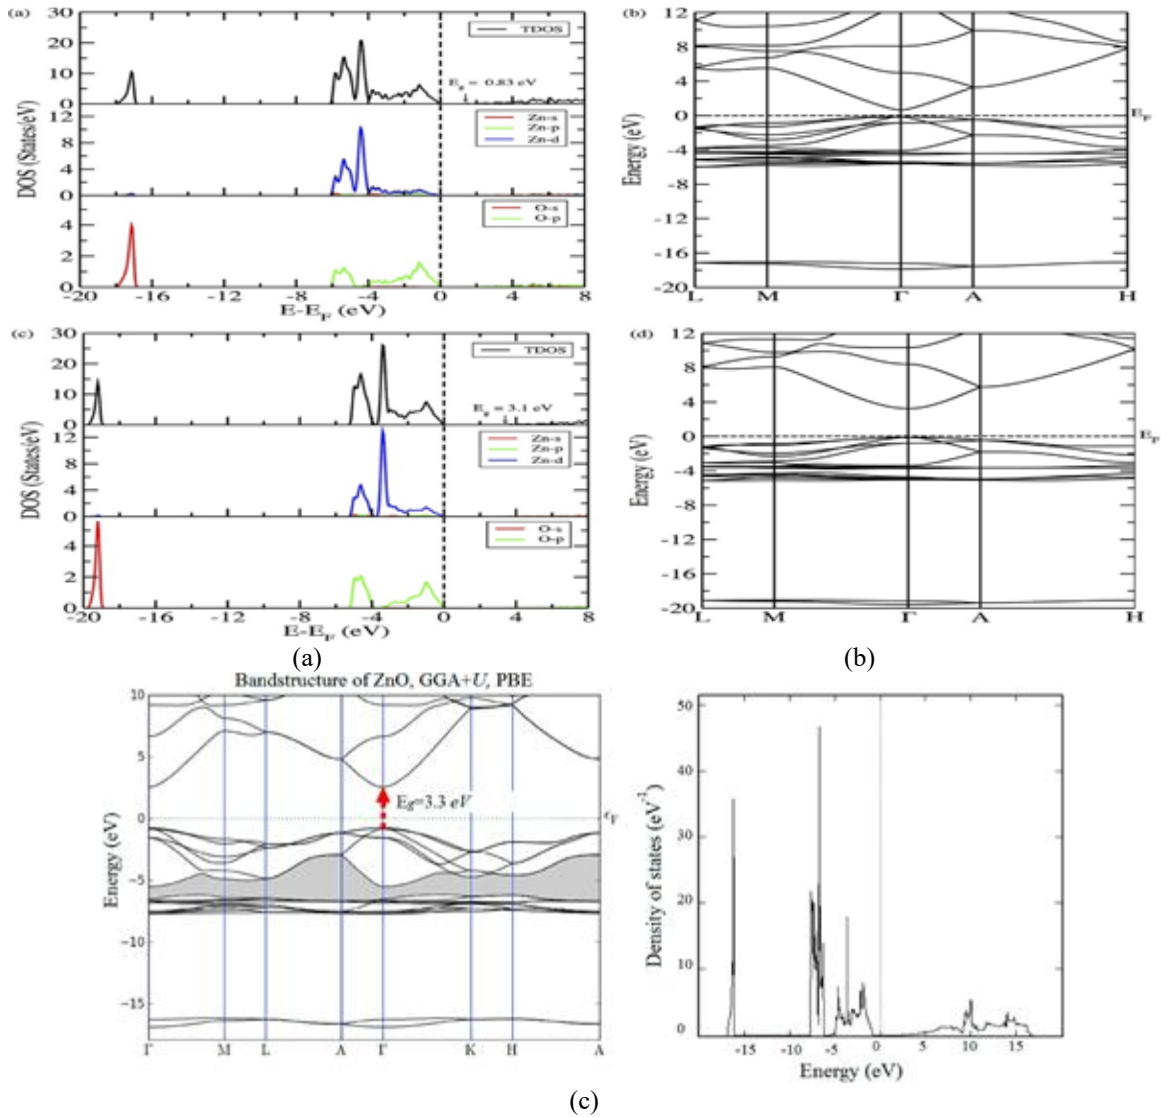 (a)
30
20
10
0
TDOS
E_g = 0.83 eV
12
8
4
0
Zn-s
Zn-p
Zn-d
DOS (States/eV)
4
2
0
O-s
O-p
-20 -16 -12 -8 -4 0 4 8
E-E_F (eV)
(b)
12
8
4
0
-4
-8
-12
-16
-20
Energy (eV)
E_F
L M Γ A H
(c)
30
20
10
0
TDOS
E_g = 3.1 eV
12
8
4
0
Zn-s
Zn-p
Zn-d
DOS (States/eV)
4
2
0
O-s
O-p
-20 -16 -12 -8 -4 0 4 8
E-E_F (eV)
(d)
12
8
4
0
-4
-8
-12
-16
-20
Energy (eV)
E_F
L M Γ A H
(a)
(b)
Bandstructure of ZnO, GGA+U, PBE
10
5
0
−5
−10
−15
Energy (eV)
Eg=3.3 eV
ϵ_F
Γ M L A Γ K H A
50
40
30
20
10
0
Density of states (eV⁻¹)
-15 -10 -5 0 5 10 15
Energy (eV)
(c)